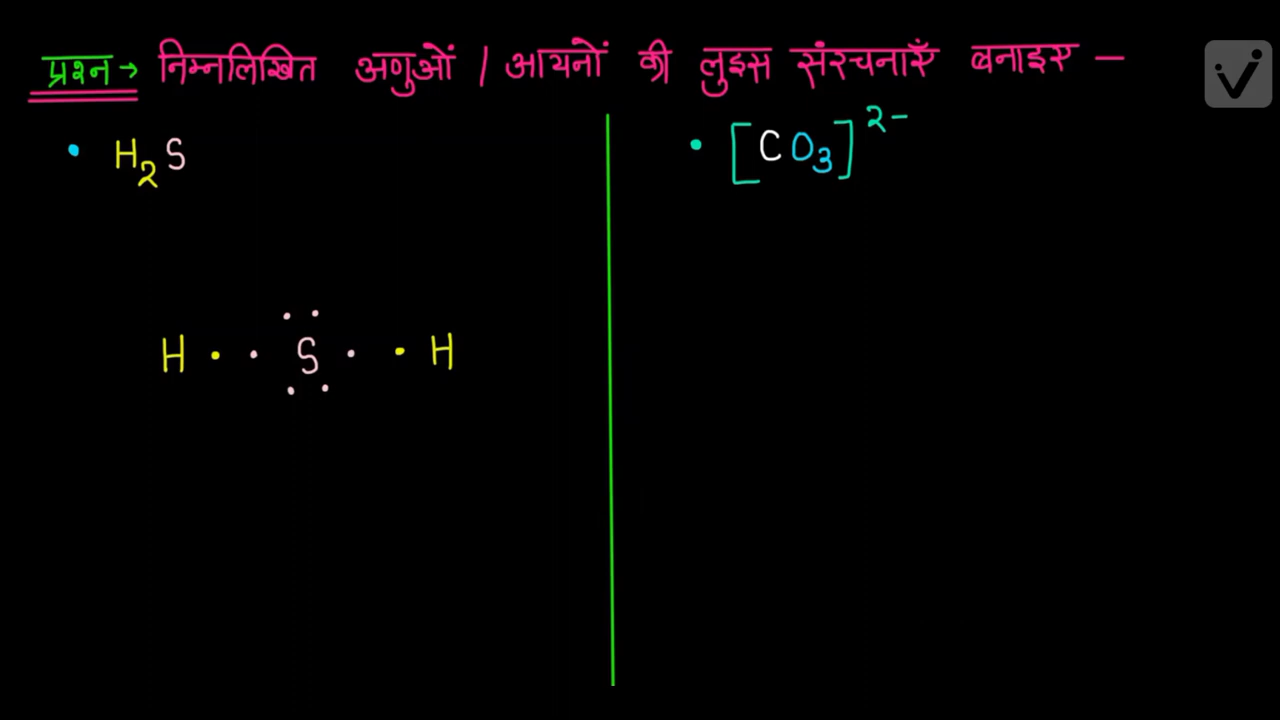 प्रश्न → निम्नलिखित अणुओं / आयनों की लुइस संरचनाएँ बनाइए –
• H₂S
• [CO₃]²⁻
H • • S • • H